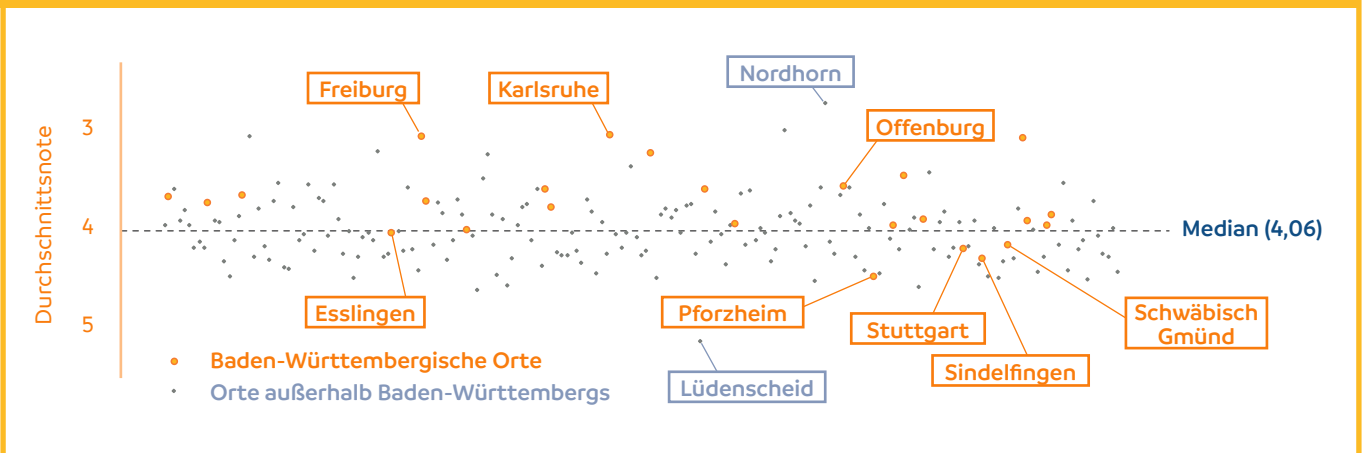 Nordhorn
Freiburg
Karlsruhe
Offenburg
Durchschnittsnote
3
4
5
Median (4,06)
Esslingen
Pforzheim
Stuttgart
Schwäbisch
Gmünd
Sindelfingen
Lüdenscheid
Baden-Württembergische Orte
Orte außerhalb Baden-Württembergs